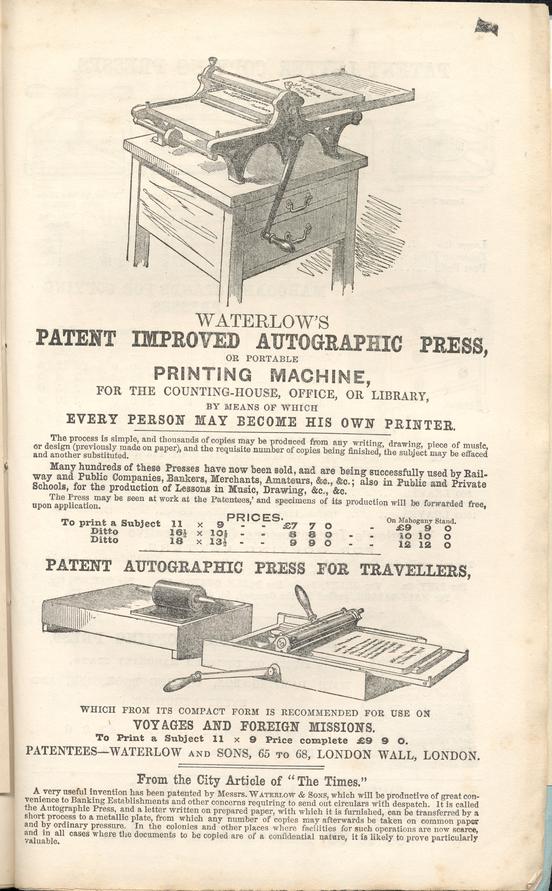 WATERLOW'S
PATENT IMPROVED AUTOGRAPHIC PRESS,
OR PORTABLE
PRINTING MACHINE,
FOR THE COUNTING-HOUSE, OFFICE, OR LIBRARY,
BY MEANS OF WHICH
EVERY PERSON MAY BECOME HIS OWN PRINTER.
The process is simple, and thousands of copies may be produced from any writing, drawing, piece of music,
or design (previously made on paper), and the requisite number of copies being finished, the subject may be effaced
and another substituted.
Many hundreds of these Presses have now been sold, and are being successfully used by Rail-
way and Public Companies, Bankers, Merchants, Amateurs, &c., &c.; also in Public and Private
Schools, for the production of Lessons in Music, Drawing, &c., &c.
The Press may be seen at work at the Patentees', and specimens of its production will be forwarded free,
upon application.
PRICES. On Mahogany Stand.
To print a Subject 11 × 9 - - £7 7 0 - £9 9 0
Ditto 16½ × 10½ - - 8 8 0 - 10 10 0
Ditto 18 × 13½ - - 9 9 0 - 12 12 0
PATENT AUTOGRAPHIC PRESS FOR TRAVELLERS,
WHICH FROM ITS COMPACT FORM IS RECOMMENDED FOR USE ON
VOYAGES AND FOREIGN MISSIONS.
To Print a Subject 11 × 9 Price complete £9 9 0.
PATENTEES—WATERLOW AND SONS, 65 TO 68, LONDON WALL, LONDON.
From the City Article of "The Times."
A very useful invention has been patented by Messrs. WATERLOW & SONS, which will be productive of great con-
venience to Banking Establishments and other concerns requiring to send out circulars with despatch. It is called
the Autographic Press, and a letter written on prepared paper, with which it is furnished, can be transferred by a
short process to a metallic plate, from which any number of copies may afterwards be taken on common paper
and by ordinary pressure. In the colonies and other places where facilities for such operations are now scarce,
and in all cases where the documents to be copied are of a confidential nature, it is likely to prove particularly
valuable.